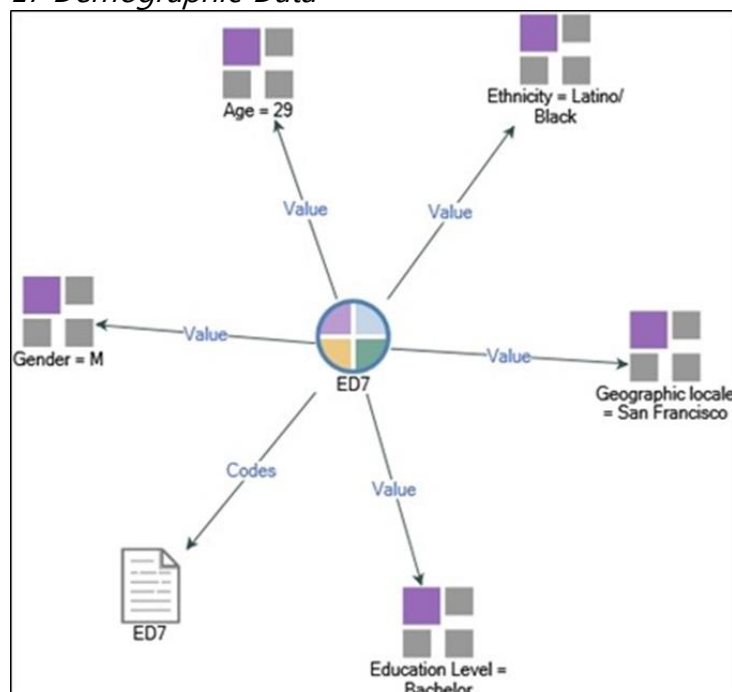 Demographic Data
Age = 29
Ethnicity = Latino/
Black
Value
Value
Gender = M
Value
Value
ED7
Geographic locale
= San Francisco
Codes
Value
ED7
Education Level =
Bachelor